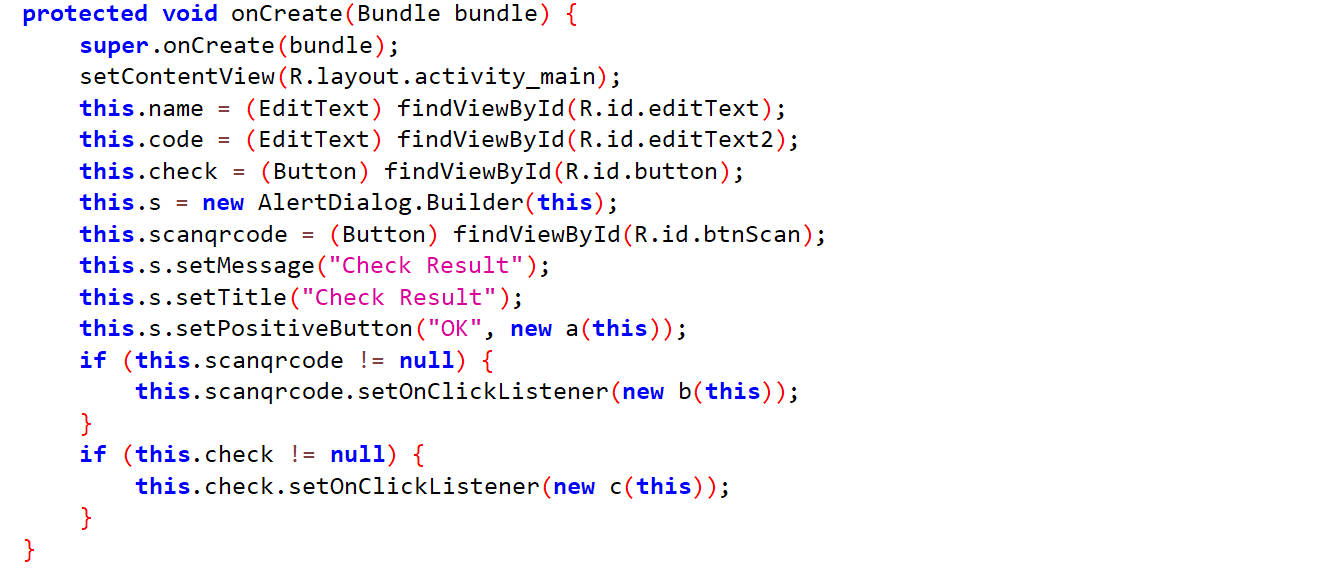 protected void onCreate(Bundle bundle) {
    super.onCreate(bundle);
    setContentView(R.layout.activity_main);
    this.name = (EditText) findViewById(R.id.editText);
    this.code = (EditText) findViewById(R.id.editText2);
    this.check = (Button) findViewById(R.id.button);
    this.s = new AlertDialog.Builder(this);
    this.scanqrcode = (Button) findViewById(R.id.btnScan);
    this.s.setMessage("Check Result");
    this.s.setTitle("Check Result");
    this.s.setPositiveButton("OK", new a(this));
    if (this.scanqrcode != null) {
        this.scanqrcode.setOnClickListener(new b(this));
    }
    if (this.check != null) {
        this.check.setOnClickListener(new c(this));
    }
}